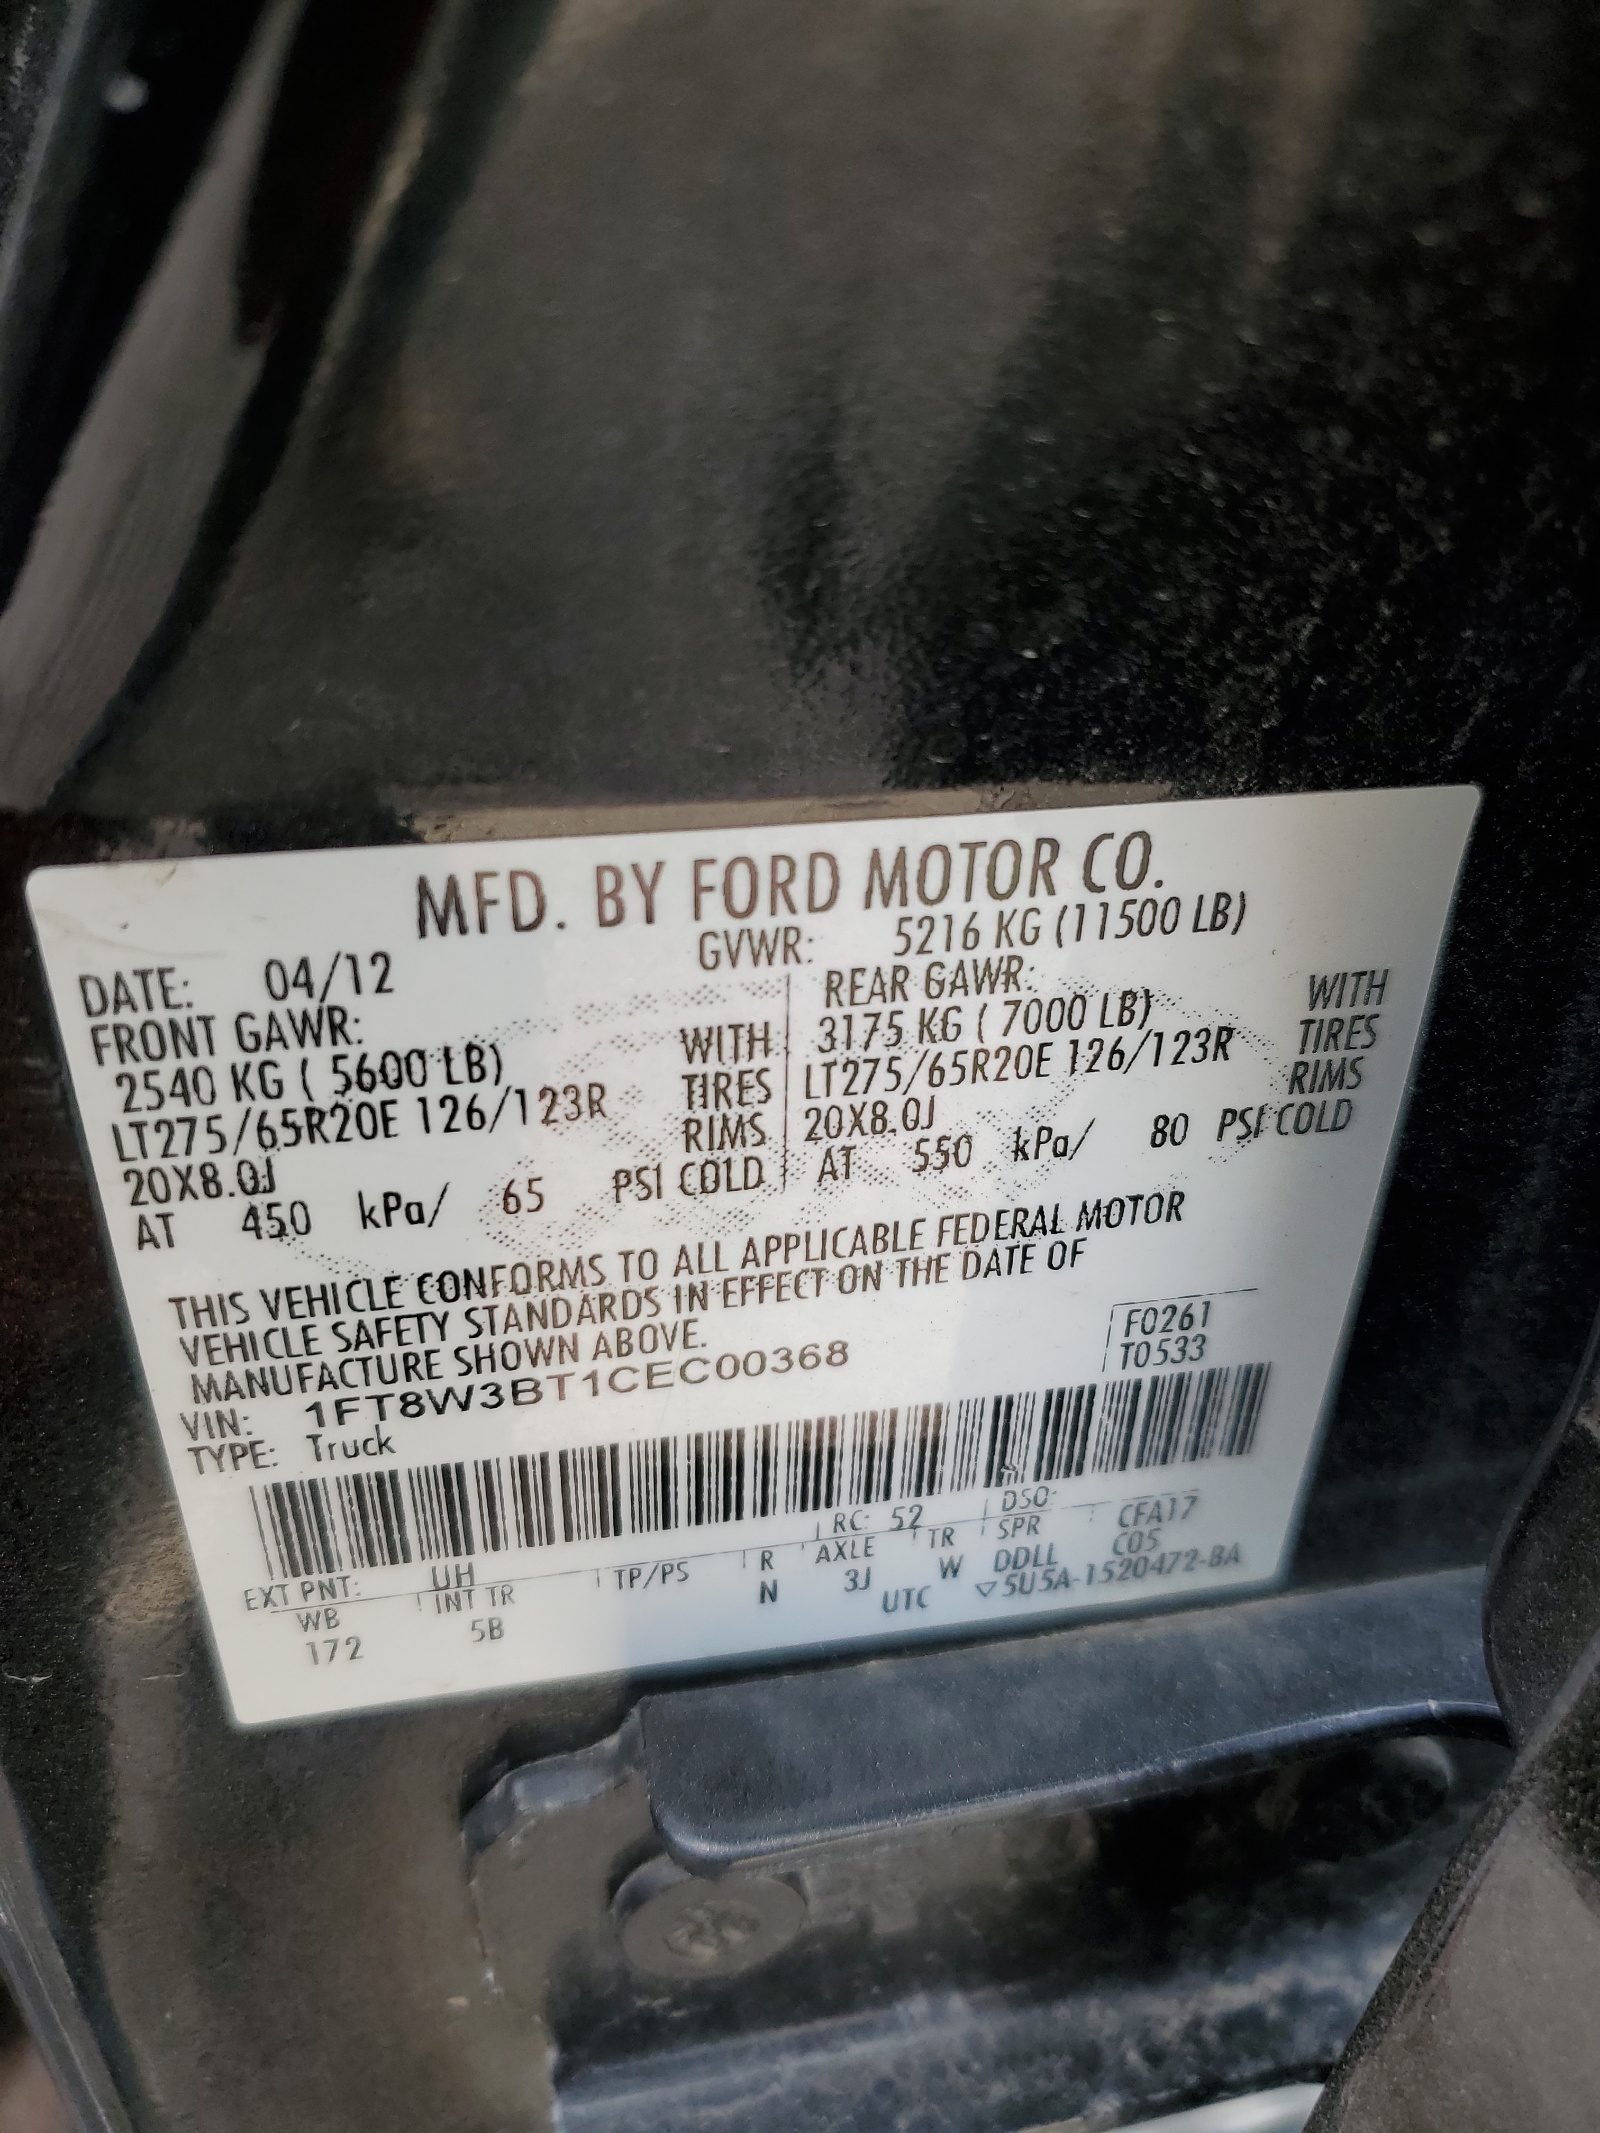 MFD. BY FORD MOTOR CO.
DATE: 04/12 GVWR: 5216 KG (11500 LB)
FRONT GAWR: REAR GAWR:
2540 KG ( 5600 LB) WITH 3175 KG ( 7000 LB) WITH
LT275/65R20E 126/123R TIRES LT275/65R20E 126/123R TIRES
20X8.0J RIMS 20X8.0J RIMS
AT 450 kPa/ 65 PSI COLD AT 550 kPa/ 80 PSI COLD
THIS VEHICLE CONFORMS TO ALL APPLICABLE FEDERAL MOTOR
VEHICLE SAFETY STANDARDS IN EFFECT ON THE DATE OF
MANUFACTURE SHOWN ABOVE.
VIN: 1FT8W3BT1CEC00368 F0261
TYPE: Truck T0533
EXT PNT: UH RC: 52 DSO:
WB INT TR TP/PS R AXLE TR SPR CFA17
172 5B N 3J W DDLL C05
UTC ▽5U5A-1520472-BA